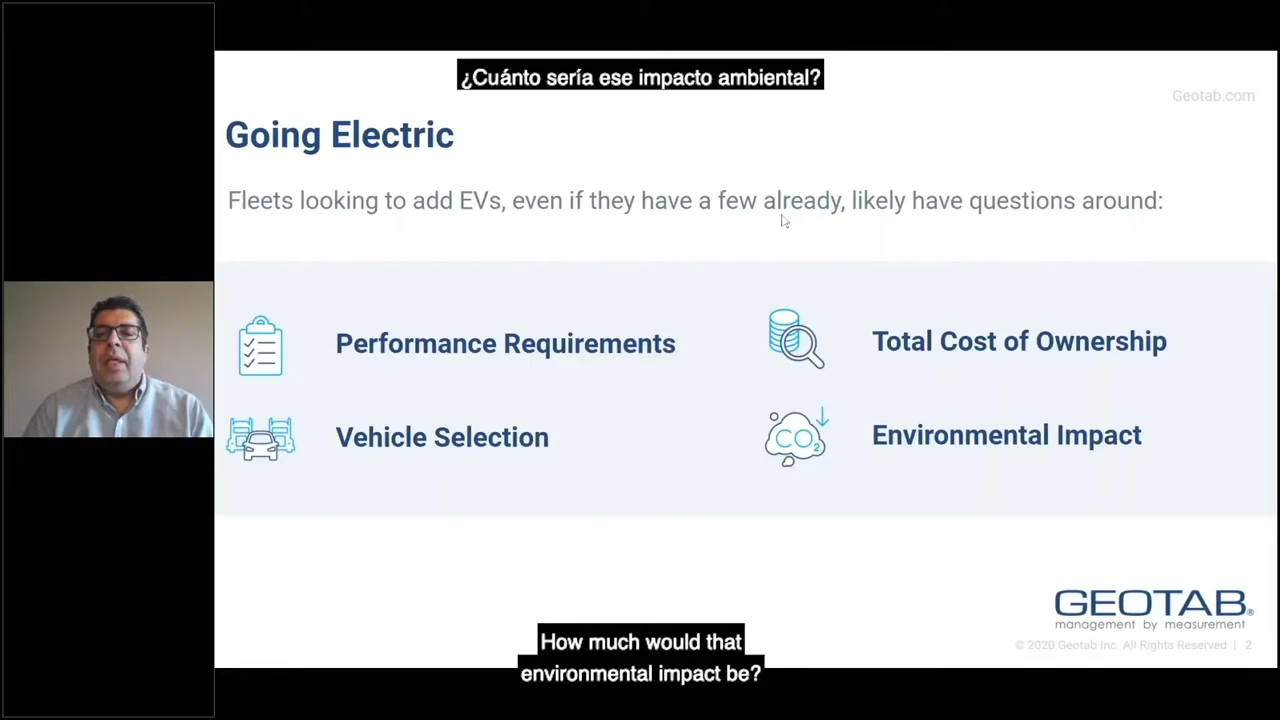 ¿Cuánto sería ese impacto ambiental?
Geotab.com
Going Electric
Fleets looking to add EVs, even if they have a few already, likely have questions around:
Performance Requirements
Total Cost of Ownership
Vehicle Selection
CO2
Environmental Impact
GEOTAB®
management by measurement
© 2020 Geotab Inc. All Rights Reserved | 2
How much would that
environmental impact be?